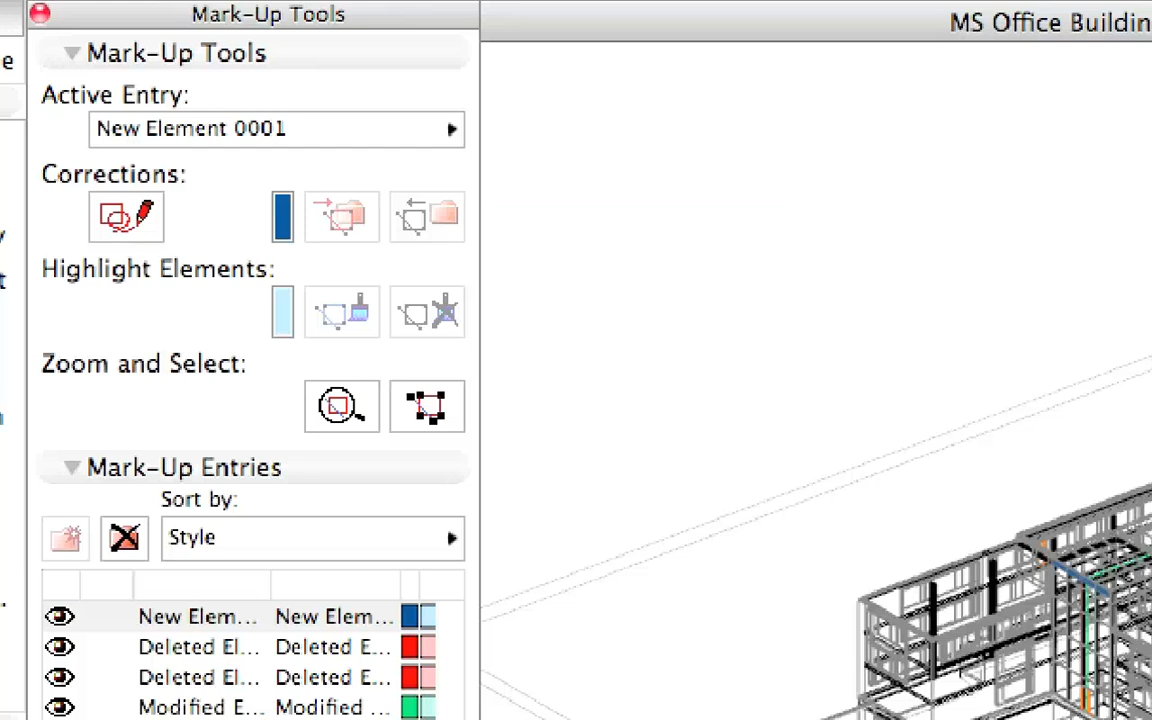 Mark-Up Tools
MS Office Buildin
e
Mark-Up Tools
Active Entry:
New Element 0001
Corrections:
y
Highlight Elements:
t
Zoom and Select:
Mark-Up Entries
Sort by:
Style
New Elem... New Elem...
Deleted El... Deleted E...
Deleted El... Deleted E...
Modified E... Modified ...